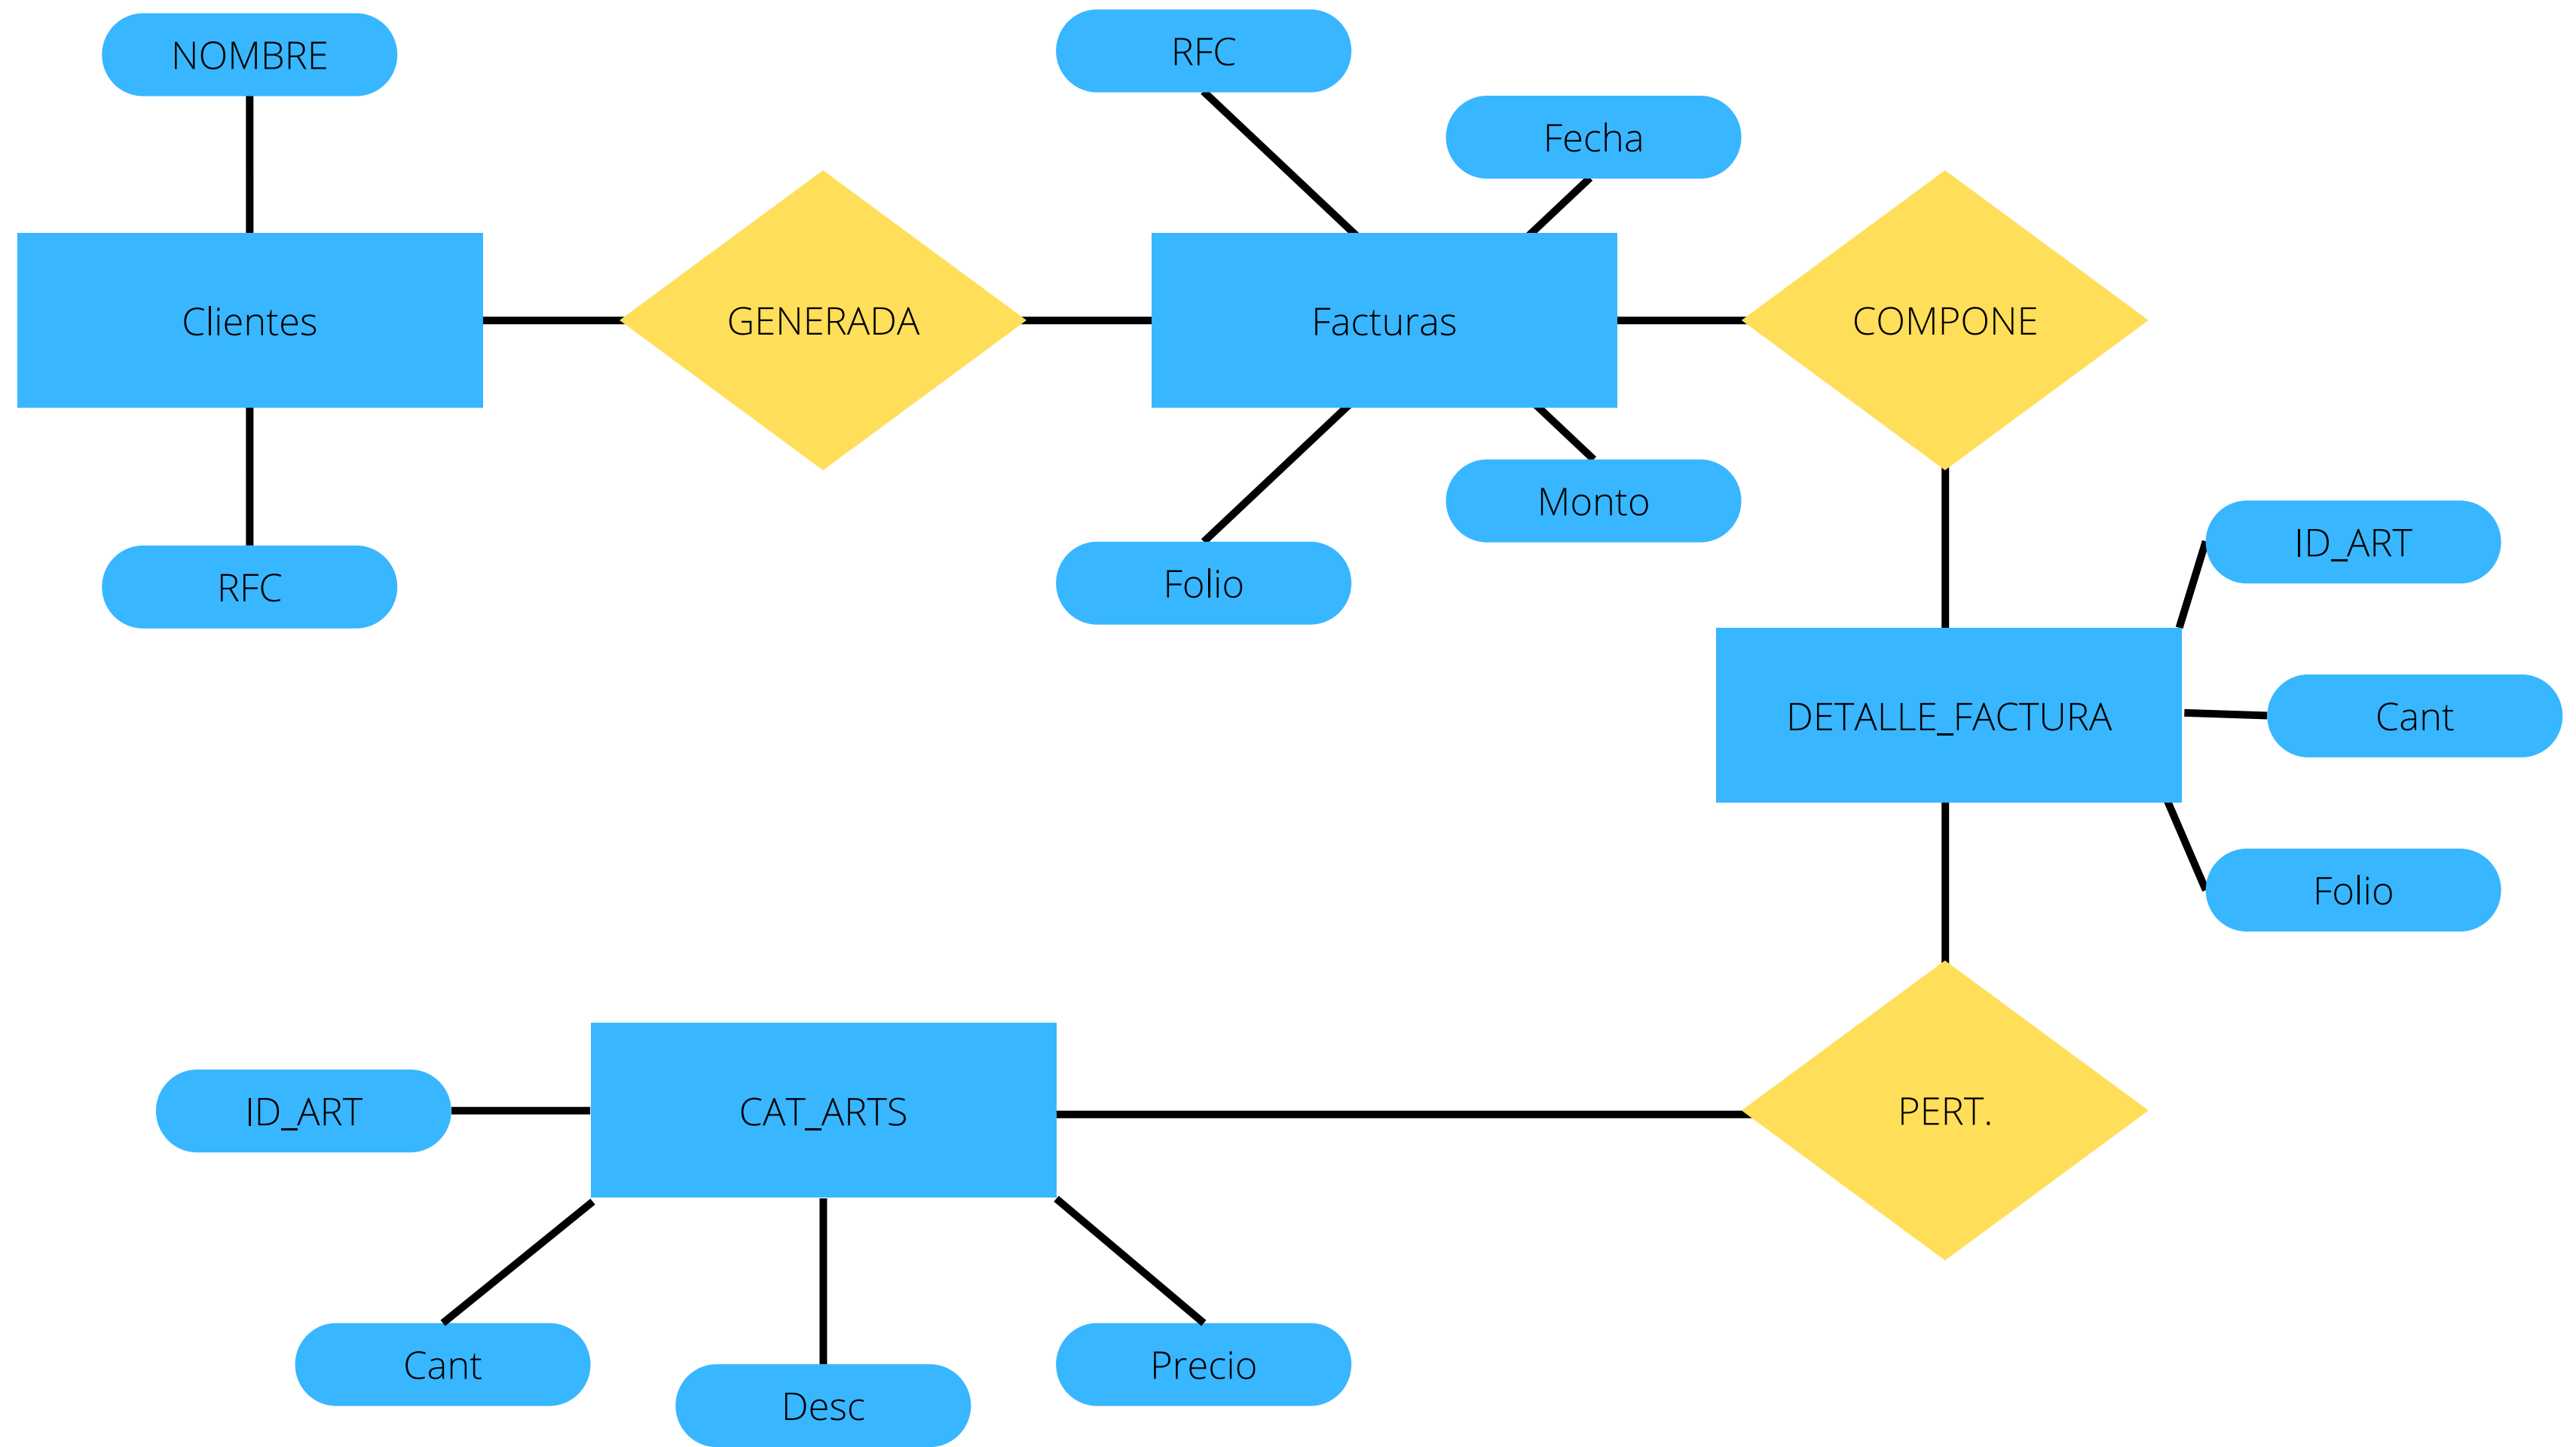 NOMBRE
RFC
Fecha
Clientes
GENERADA
Facturas
COMPONE
Monto
ID_ART
RFC
Folio
DETALLE_FACTURA
Cant
Folio
ID_ART
CAT_ARTS
PERT.
Cant
Desc
Precio